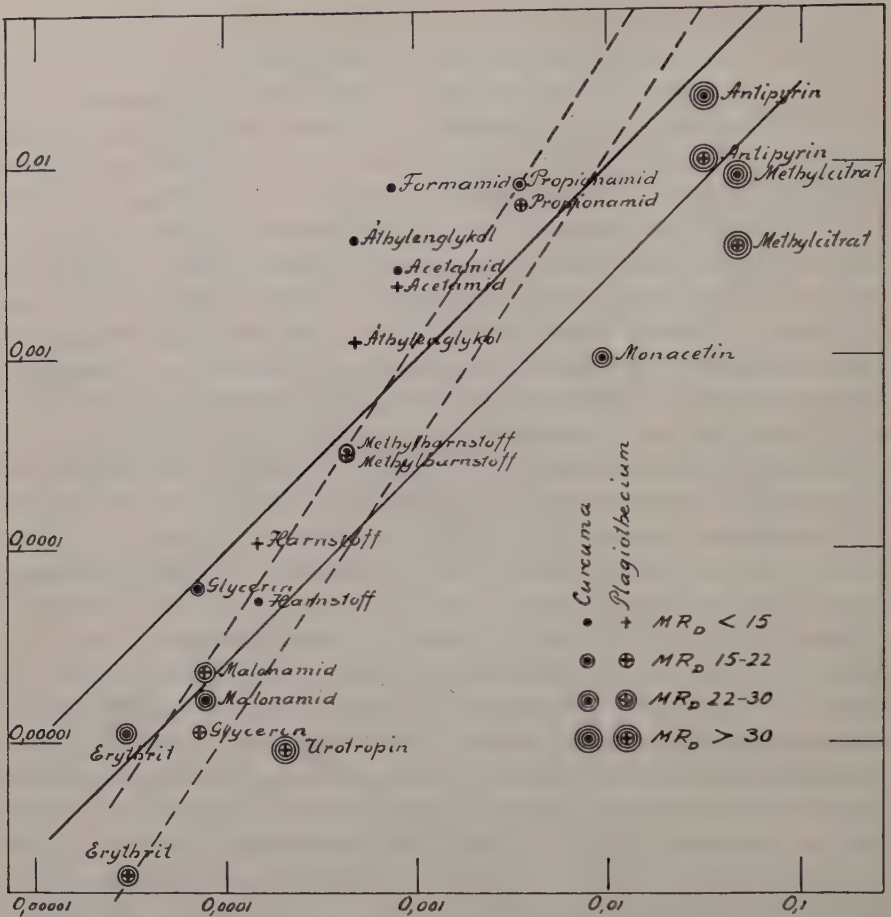 Antipyrin
0,01
Antipyrin
Formamid
Propionamid
Methylcitrat
Propionamid
Äthylenglykol
Methylcitrat
Acetamid
Acetamid
Äthylenglykol
0,001
Monacetin
Methylharnstoff
Methylharnstoff
Curcuma
Plagiothecium
Harnstoff
0,0001
Glycerin
Harnstoff
MR_D < 15
MR_D 15-22
Malonamid
Malonamid
MR_D 22-30
Glycerin
MR_D > 30
0,00001
Erythrit
Urotropin
Erythrit
0,00001 0,0001 0,001 0,01 0,1